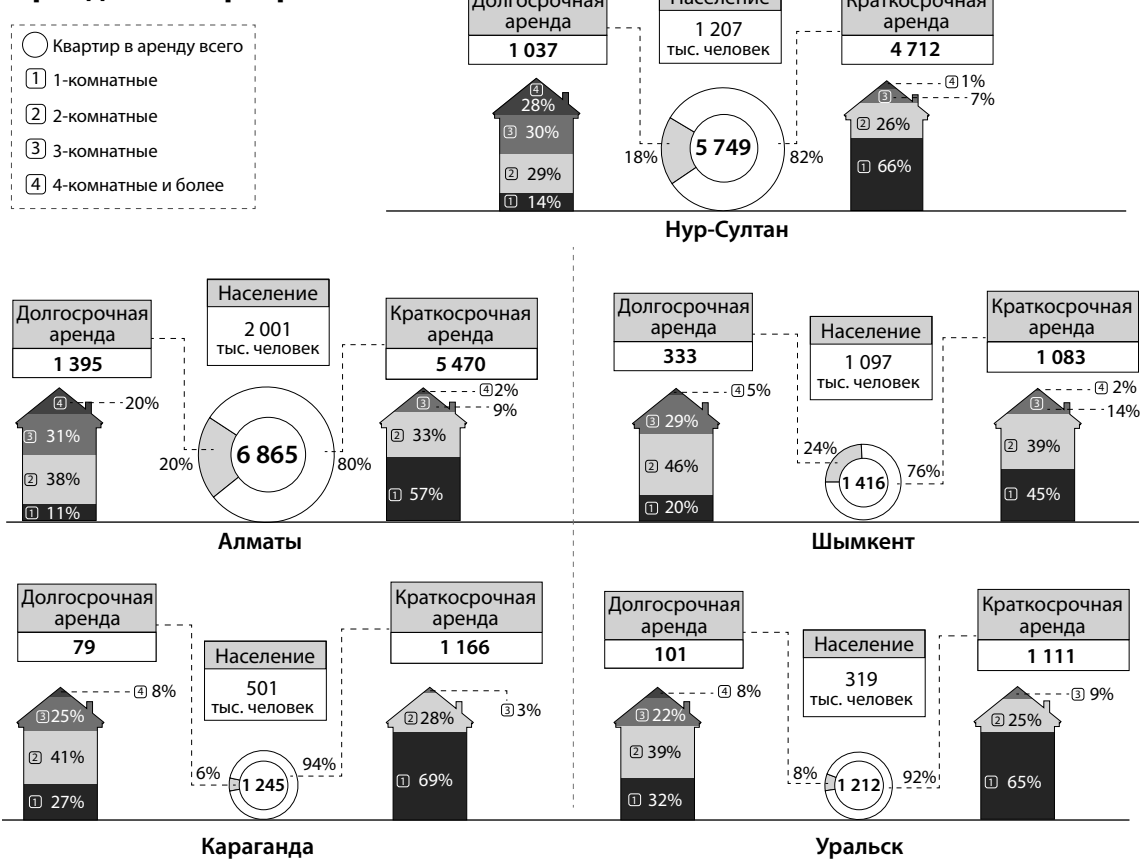 Квартир в аренду всего
1 1-комнатные
2 2-комнатные
3 3-комнатные
4 4-комнатные и более
Долгосрочная
аренда
1 037
Население
1 207
тыс. человек
Краткосрочная
аренда
4 712
4
28%
3 30%
2 29%
1 14%
18%
5 749
82%
4 1%
3 7%
2 26%
1 66%
Нур-Султан
Долгосрочная
аренда
1 395
Население
2 001
тыс. человек
Краткосрочная
аренда
5 470
4 20%
3 31%
2 38%
1 11%
20%
6 865
80%
4 2%
3 9%
2 33%
1 57%
Алматы
Долгосрочная
аренда
333
Население
1 097
тыс. человек
Краткосрочная
аренда
1 083
4 5%
3 29%
2 46%
1 20%
24%
1 416
76%
4 2%
3 14%
2 39%
1 45%
Шымкент
Долгосрочная
аренда
79
Население
501
тыс. человек
Краткосрочная
аренда
1 166
4 8%
3 25%
2 41%
1 27%
6%
1 245
94%
3 3%
2 28%
1 69%
Караганда
Долгосрочная
аренда
101
Население
319
тыс. человек
Краткосрочная
аренда
1 111
4 8%
3 22%
2 39%
1 32%
8%
1 212
92%
3 9%
2 25%
1 65%
Уральск